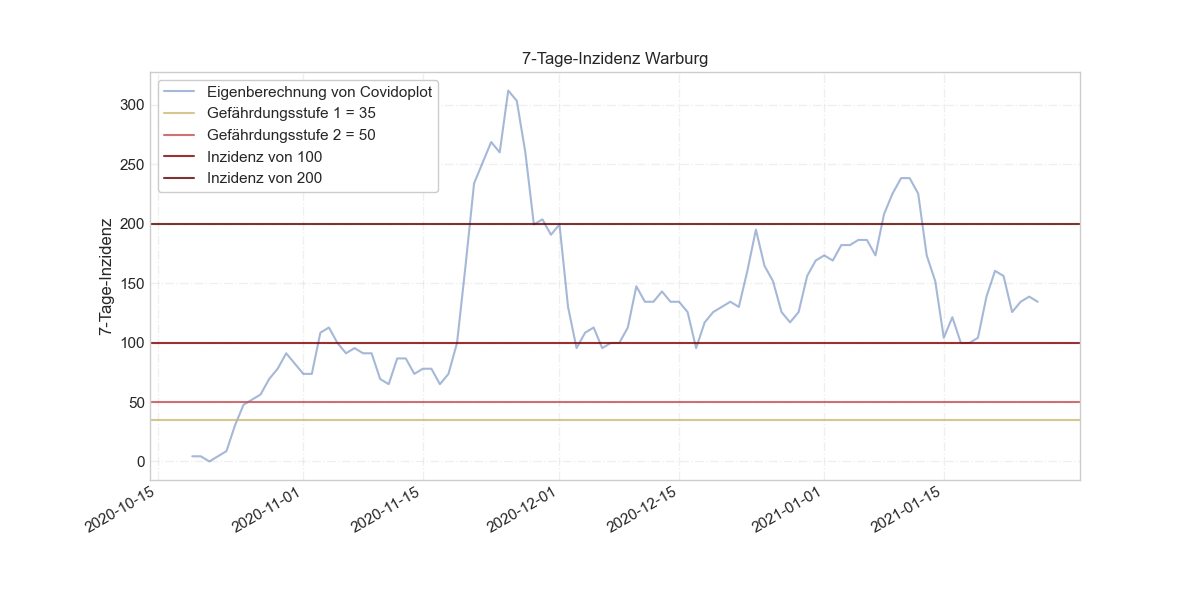 7-Tage-Inzidenz Warburg
Eigenberechnung von Covidoplot
Gefährdungsstufe 1 = 35
Gefährdungsstufe 2 = 50
Inzidenz von 100
Inzidenz von 200
7-Tage-Inzidenz
300
250
200
150
100
50
0
2020-10-15
2020-11-01
2020-11-15
2020-12-01
2020-12-15
2021-01-01
2021-01-15